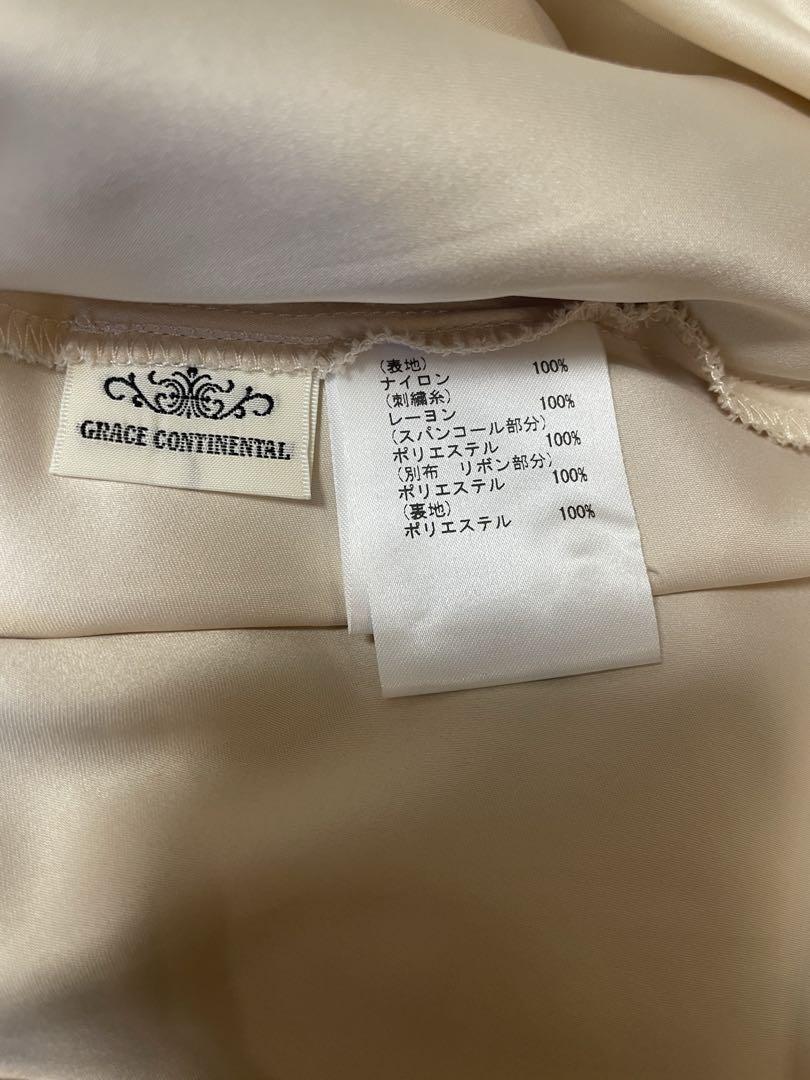 GRACE CONTINENTAL
(表地)
ナイロン 100%
(刺繍糸)
レーヨン 100%
(スパンコール部分)
ポリエステル 100%
(別布 リボン部分)
ポリエステル 100%
(裏地)
ポリエステル 100%